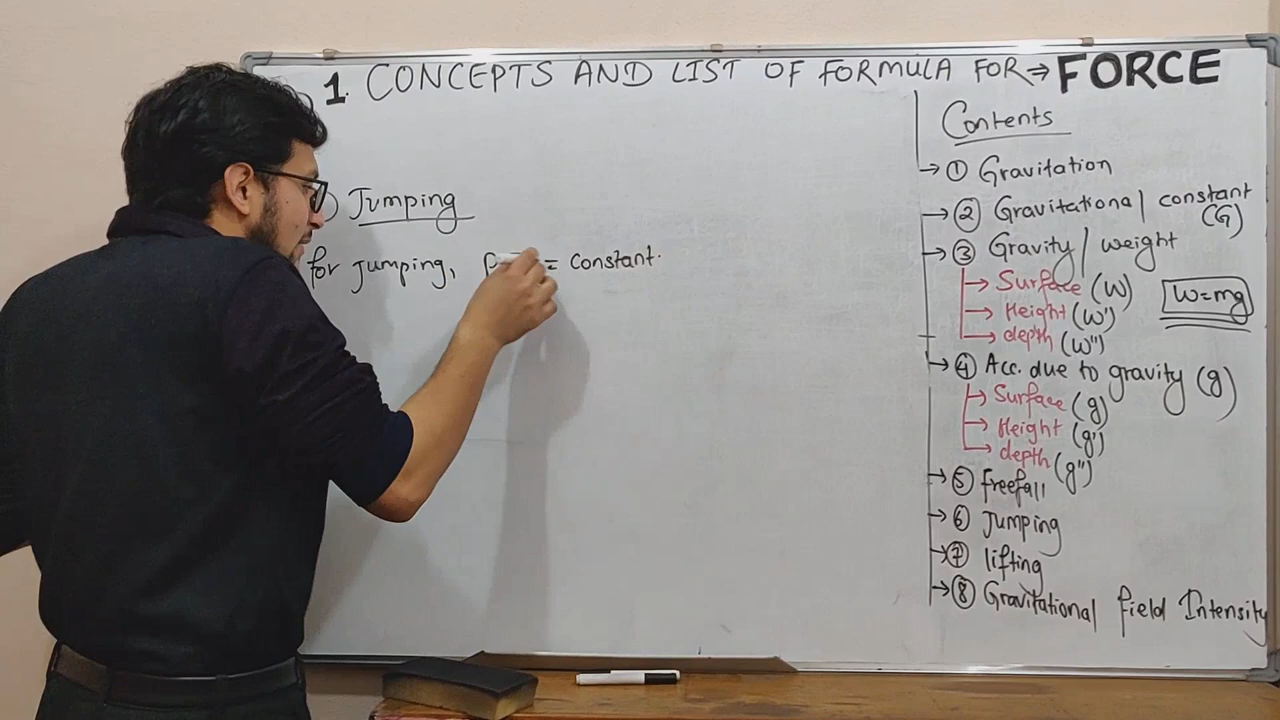 1. CONCEPTS AND LIST OF FORMULA FOR → FORCE
Jumping
for jumping, = constant.
Contents
→ ① Gravitation
→ ② Gravitational constant
(G)
→ ③ Gravity / weight
→ Surface (W)
→ Height (W')
→ depth (W")
W=mg
→ ④ Acc. due to gravity (g)
→ Surface (g)
→ Height (g')
→ depth (g")
→ ⑤ freefall
→ ⑥ Jumping
→ ⑦ lifting
→ ⑧ Gravitational field Intensity